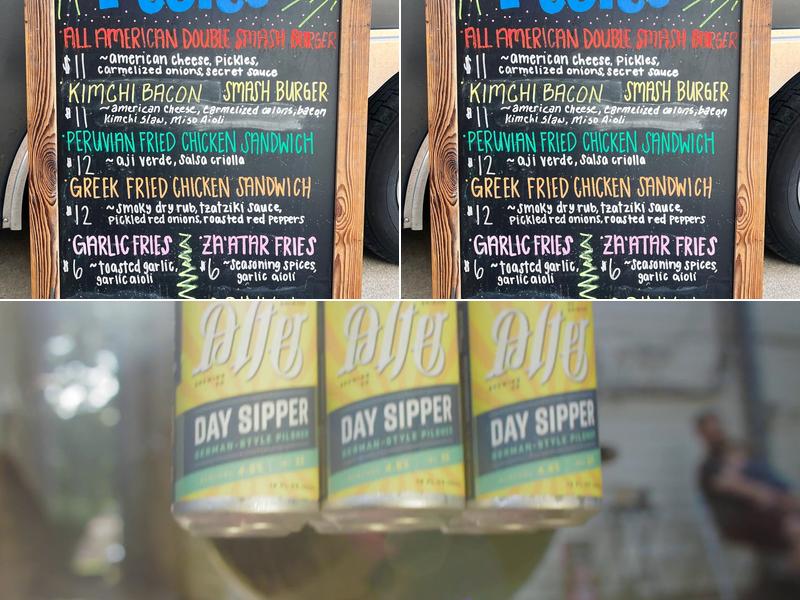 ALL AMERICAN DOUBLE SMASH BURGER
$11 ~american cheese, pickles,
carmelized onions, secret sauce
KIMCHI BACON SMASH BURGER
$11 ~american cheese, carmelized onions, bacon
Kimchi Slaw, Miso Aioli
PERUVIAN FRIED CHICKEN SANDWICH
$12 ~aji verde, salsa criolla
GREEK FRIED CHICKEN SANDWICH
$12 ~smoky dry rub, tzatziki sauce,
pickled red onions, roasted red peppers
GARLIC FRIES ZA'ATAR FRIES
$6 ~toasted garlic, $6 ~seasoning spices,
garlic aioli garlic aioli
ALL AMERICAN DOUBLE SMASH BURGER
$11 ~american cheese, pickles,
carmelized onions, secret sauce
KIMCHI BACON SMASH BURGER
$11 ~american cheese, carmelized onions, bacon
Kimchi Slaw, Miso Aioli
PERUVIAN FRIED CHICKEN SANDWICH
$12 ~aji verde, salsa criolla
GREEK FRIED CHICKEN SANDWICH
$12 ~smoky dry rub, tzatziki sauce,
pickled red onions, roasted red peppers
GARLIC FRIES ZA'ATAR FRIES
$6 ~toasted garlic, $6 ~seasoning spices,
garlic aioli garlic aioli
Alter Alter Alter
BREWING CO BREWING CO BREWING CO
DAY SIPPER DAY SIPPER DAY SIPPER
GERMAN-STYLE PILSNER GERMAN-STYLE PILSNER GERMAN-STYLE PILSNER